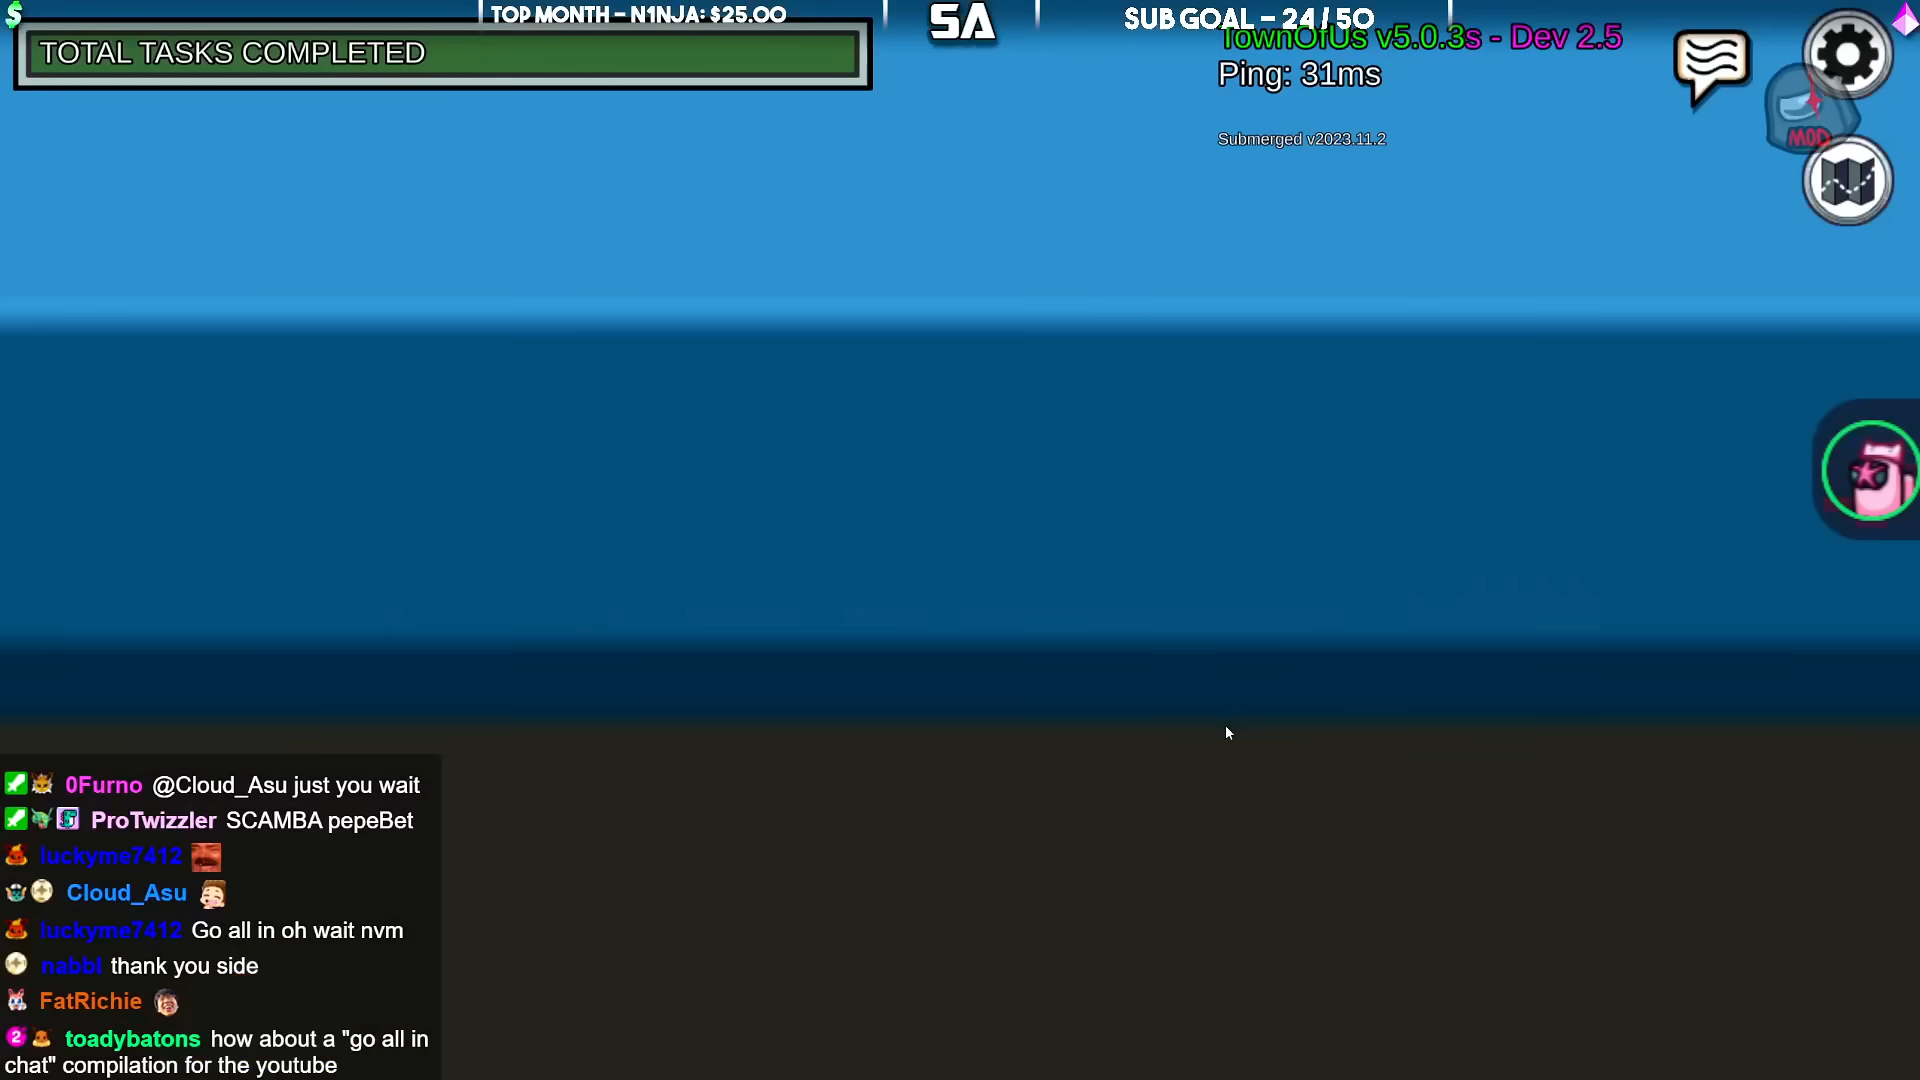 TOP MONTH - N1NJA: $25.00
SA
SUB GOAL - 24 / 50
TOTAL TASKS COMPLETED
TownOfUs v5.0.3s - Dev 2.5
Ping: 31ms
MOD
Submerged v2023.11.2
0Furno @Cloud_Asu just you wait
ProTwizzler SCAMBA pepeBet
luckyme7412
Cloud_Asu
luckyme7412 Go all in oh wait nvm
nabbl thank you side
FatRichie
2 toadybatons how about a "go all in
chat" compilation for the youtube